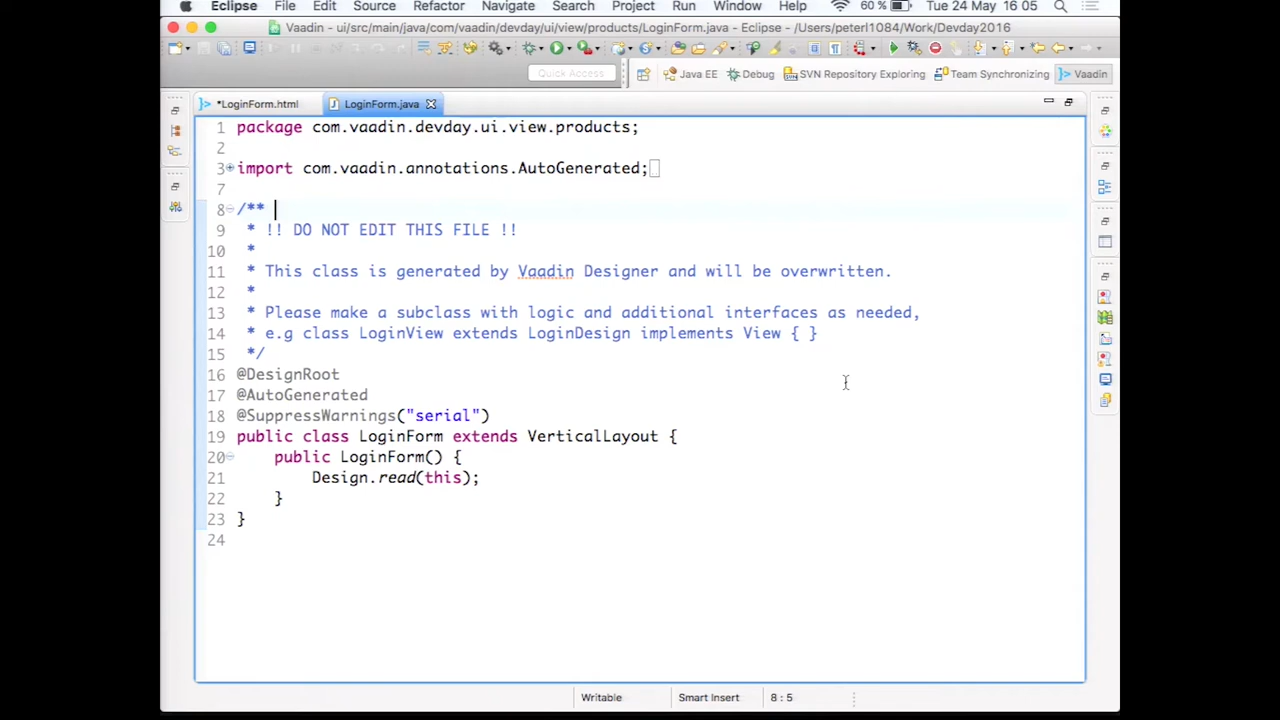 Eclipse File Edit Source Refactor Navigate Search Project Run Window Help 60 % Tue 24 May 16 05
Vaadin - ui/src/main/java/com/vaadin/devday/ui/view/products/LoginForm.java - Eclipse - /Users/peterl1084/Work/Devday2016
Quick Access Java EE Debug SVN Repository Exploring Team Synchronizing Vaadin
*LoginForm.html LoginForm.java
1 package com.vaadin.devday.ui.view.products;
2
3 import com.vaadin.annotations.AutoGenerated;
7
8 /**
9 * !! DO NOT EDIT THIS FILE !!
10 *
11 * This class is generated by Vaadin Designer and will be overwritten.
12 *
13 * Please make a subclass with logic and additional interfaces as needed,
14 * e.g class LoginView extends LoginDesign implements View { }
15 */
16 @DesignRoot
17 @AutoGenerated
18 @SuppressWarnings("serial")
19 public class LoginForm extends VerticalLayout {
20 public LoginForm() {
21 Design.read(this);
22 }
23 }
24
Writable Smart Insert 8 : 5